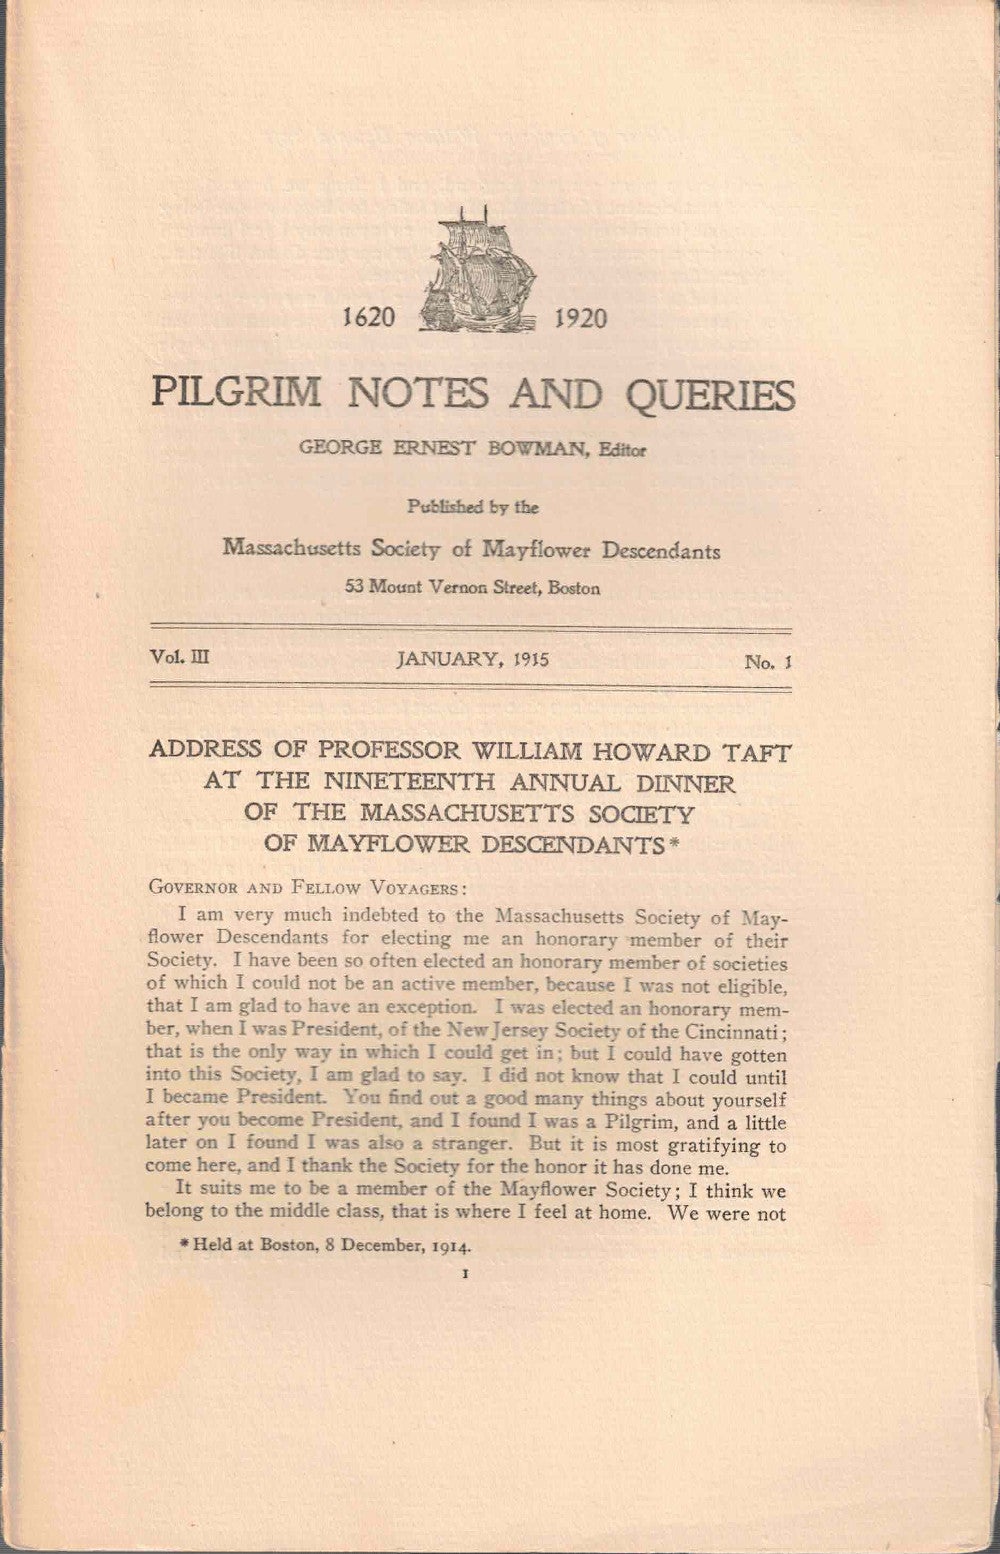 1620 1920
PILGRIM NOTES AND QUERIES
GEORGE ERNEST BOWMAN, Editor
Published by the
Massachusetts Society of Mayflower Descendants
53 Mount Vernon Street, Boston
Vol. III JANUARY, 1915 No. 1
ADDRESS OF PROFESSOR WILLIAM HOWARD TAFT
AT THE NINETEENTH ANNUAL DINNER
OF THE MASSACHUSETTS SOCIETY
OF MAYFLOWER DESCENDANTS*
GOVERNOR AND FELLOW VOYAGERS:
I am very much indebted to the Massachusetts Society of May-
flower Descendants for electing me an honorary member of their
Society. I have been so often elected an honorary member of societies
of which I could not be an active member, because I was not eligible,
that I am glad to have an exception. I was elected an honorary mem-
ber, when I was President, of the New Jersey Society of the Cincinnati;
that is the only way in which I could get in; but I could have gotten
into this Society, I am glad to say. I did not know that I could until
I became President. You find out a good many things about yourself
after you become President, and I found I was a Pilgrim, and a little
later on I found I was also a stranger. But it is most gratifying to
come here, and I thank the Society for the honor it has done me.
It suits me to be a member of the Mayflower Society; I think we
belong to the middle class, that is where I feel at home. We were not
*Held at Boston, 8 December, 1914.
1